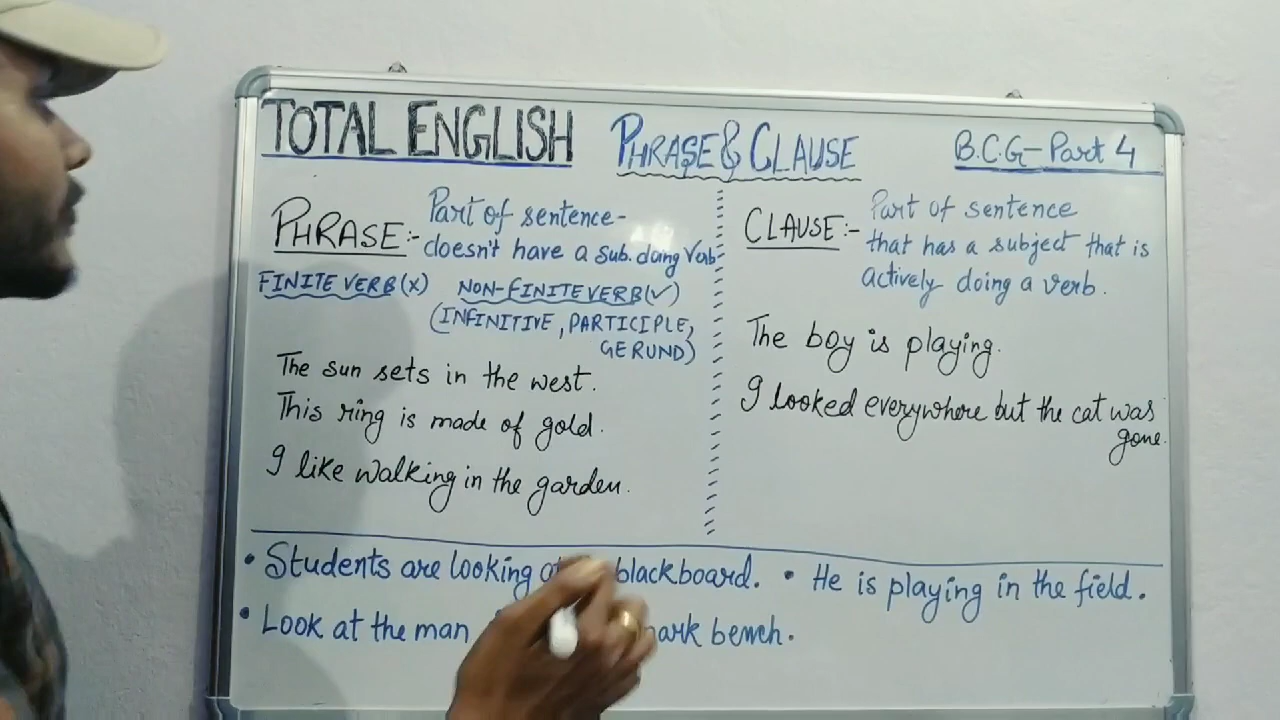 TOTAL ENGLISH PHRASE & CLAUSE B.C.G - Part 4
PHRASE :- Part of sentence -
doesn't have a sub. doing Verb
FINITE VERB (x) NON-FINITE VERB (✓)
(INFINITIVE, PARTICIPLE,
GERUND)
The sun sets in the west.
This ring is made of gold.
I like walking in the garden.
CLAUSE :- Part of sentence
that has a subject that is
actively doing a verb.
The boy is playing.
I looked everywhere but the cat was
gone.
• Students are looking blackboard. • He is playing in the field.
• Look at the man bench.